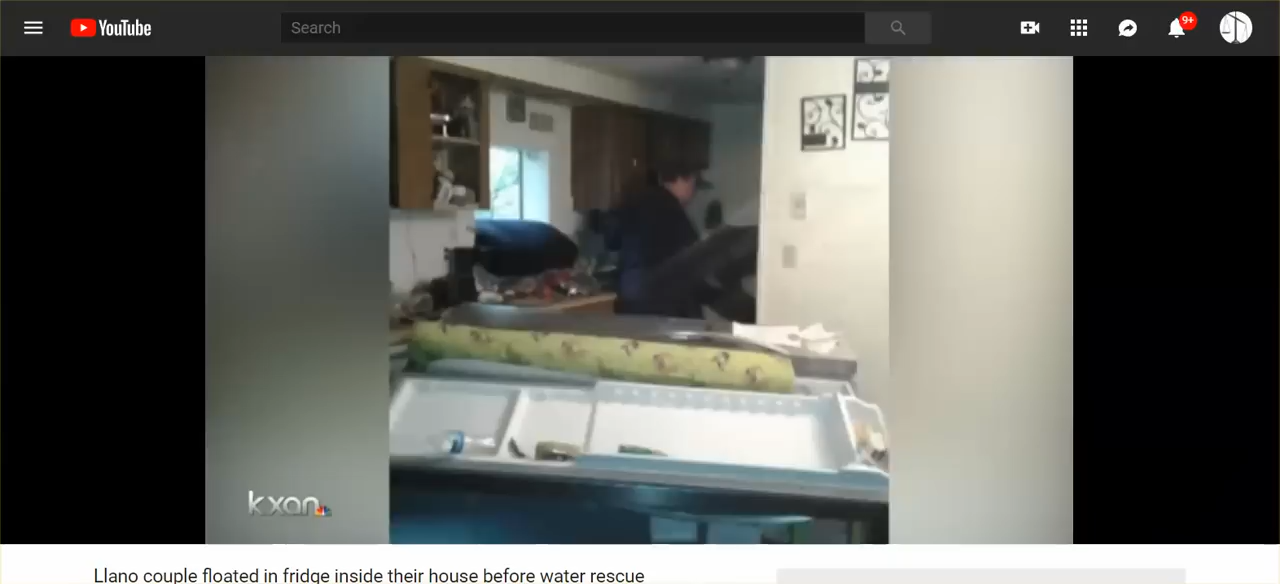 YouTube
Search
9+
kxan
Llano couple floated in fridge inside their house before water rescue